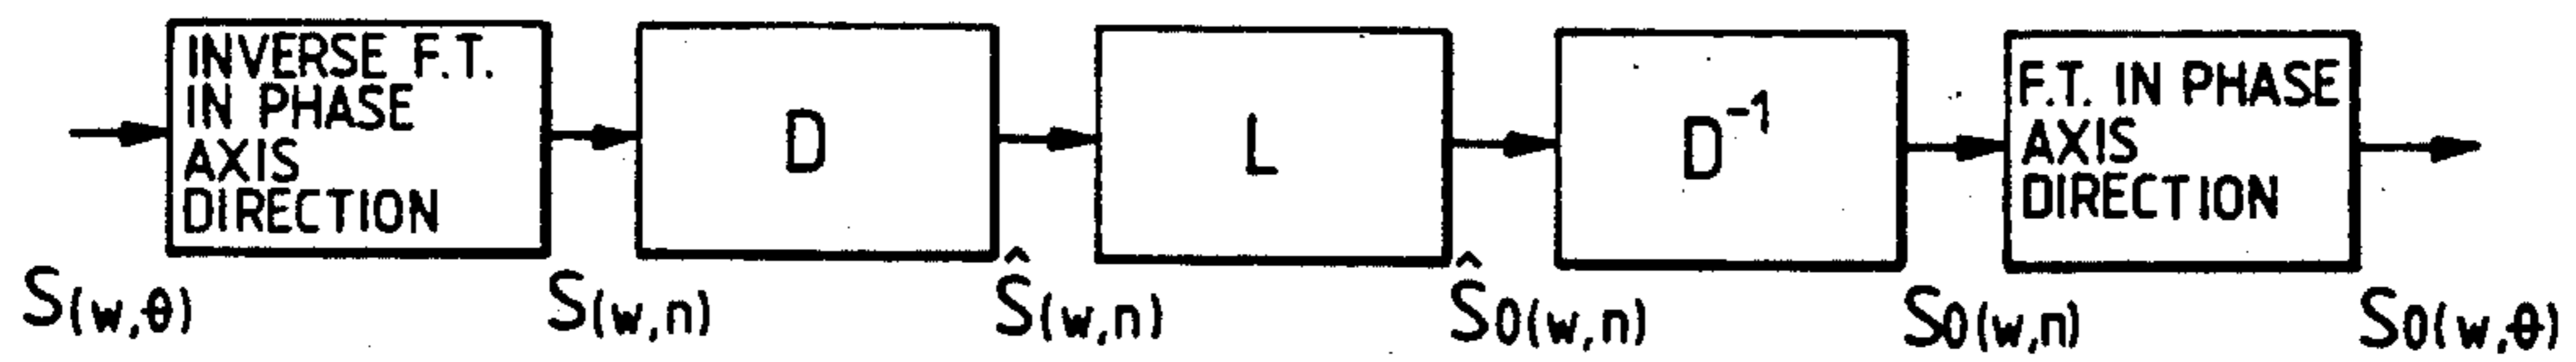 INVERSE F.T.
IN PHASE
AXIS
DIRECTION
D
L
D⁻¹
F.T. IN PHASE
AXIS
DIRECTION
S(w,θ)
S(w,n)
Ŝ(w,n)
Ŝ0(w,n)
S0(w,n)
S0(w,θ)